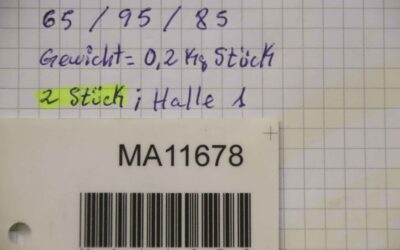 65 / 95 / 85
Gewicht = 0,2 Kg Stück
2 Stück ; Halle 1
MA11678